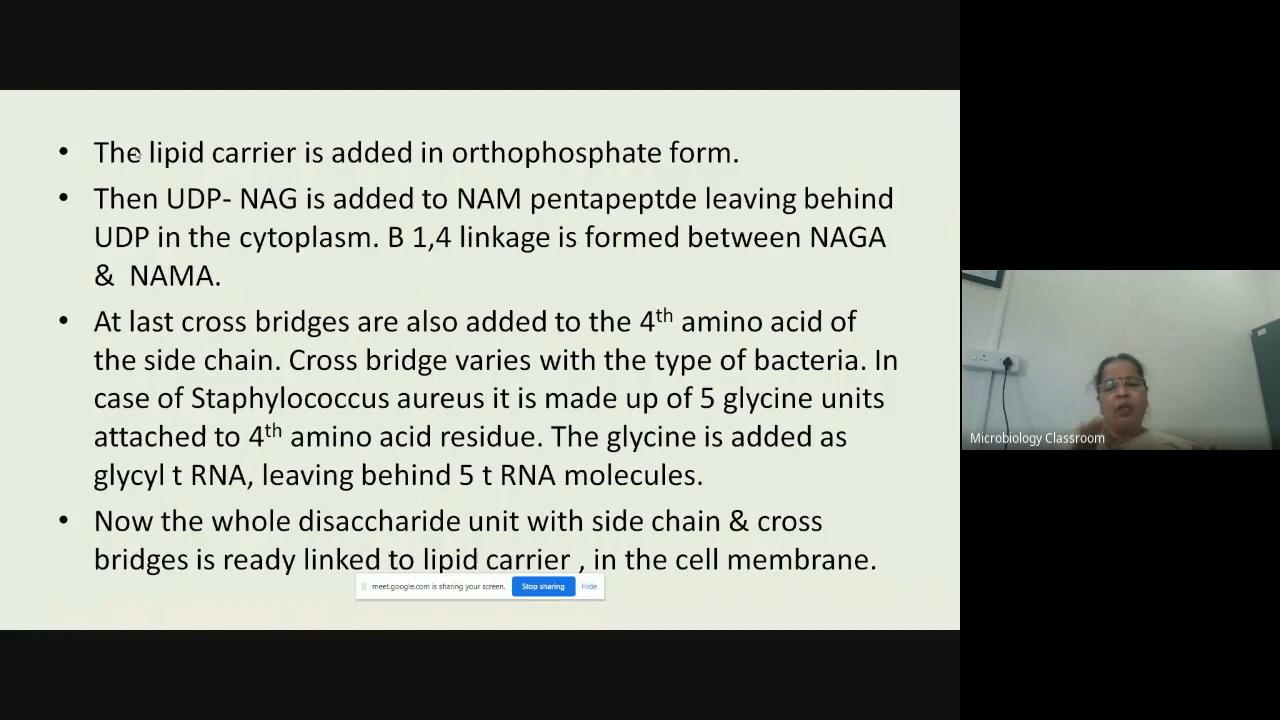 • The lipid carrier is added in orthophosphate form.
• Then UDP- NAG is added to NAM pentapeptde leaving behind
UDP in the cytoplasm. B 1,4 linkage is formed between NAGA
& NAMA.
• At last cross bridges are also added to the 4th amino acid of
the side chain. Cross bridge varies with the type of bacteria. In
case of Staphylococcus aureus it is made up of 5 glycine units
attached to 4th amino acid residue. The glycine is added as
glycyl t RNA, leaving behind 5 t RNA molecules.
• Now the whole disaccharide unit with side chain & cross
bridges is ready linked to lipid carrier , in the cell membrane.
meet.google.com is sharing your screen. Stop sharing Hide
Microbiology Classroom